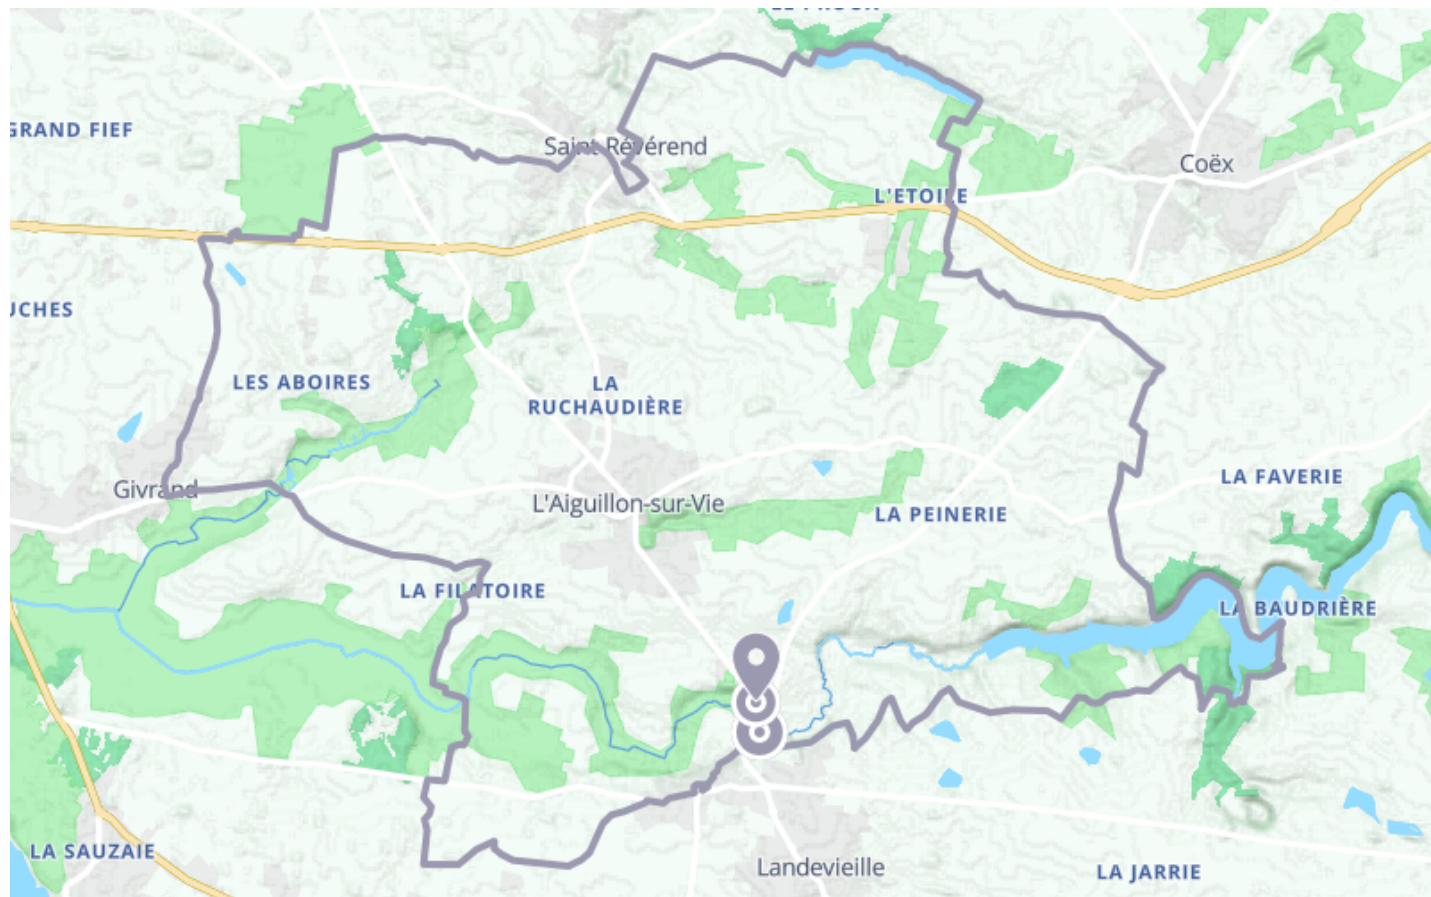 GRAND FIEF
Saint Révérend
Coëx
L'ETOILE
LES ABOIRES
LA
RUCHAUDIÈRE
Givrand
L'Aiguillon-sur-Vie
LA PEINERIE
LA FAVERIE
LA FILATOIRE
LA BAUDRIÈRE
LA SAUZAIE
Landevieille
LA JARRIE